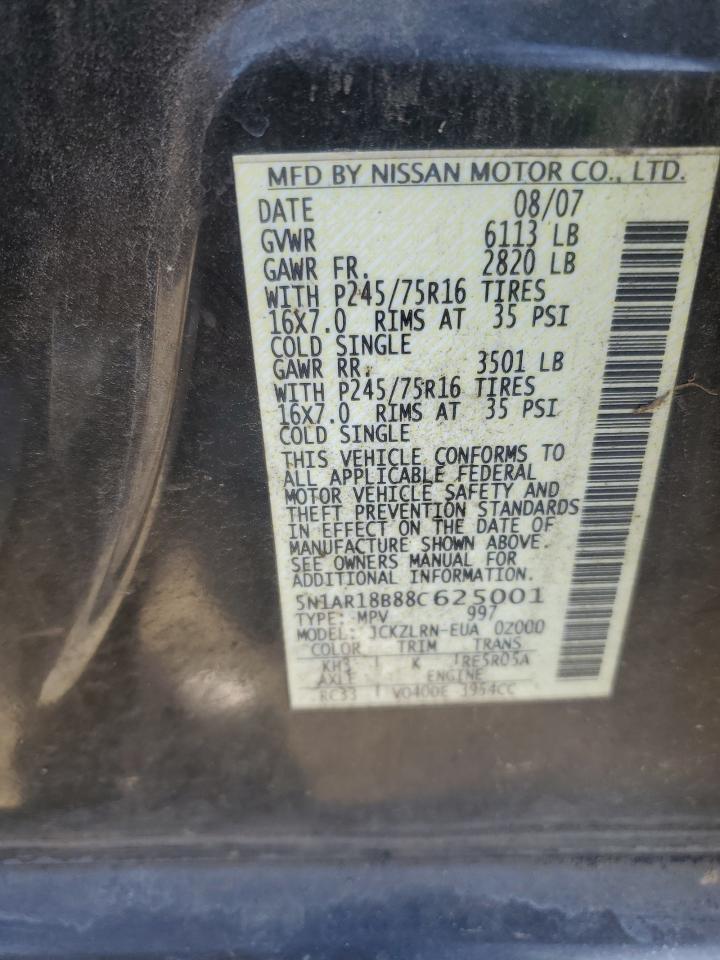 MFD BY NISSAN MOTOR CO., LTD.
DATE 08/07
GVWR 6113 LB
GAWR FR. 2820 LB
WITH P245/75R16 TIRES
16X7.0 RIMS AT 35 PSI
COLD SINGLE
GAWR RR. 3501 LB
WITH P245/75R16 TIRES
16X7.0 RIMS AT 35 PSI
COLD SINGLE
THIS VEHICLE CONFORMS TO
ALL APPLICABLE FEDERAL
MOTOR VEHICLE SAFETY AND
THEFT PREVENTION STANDARDS
IN EFFECT ON THE DATE OF
MANUFACTURE SHOWN ABOVE.
SEE OWNERS MANUAL FOR
ADDITIONAL INFORMATION.
5N1AR18B88C625001
TYPE: MPV 997
MODEL: JCKZLRN-EUA 0Z000
COLOR TRIM TRANS
KH3 K RE5R05A
AXLE ENGINE
RC33 VQ40DE 3954CC